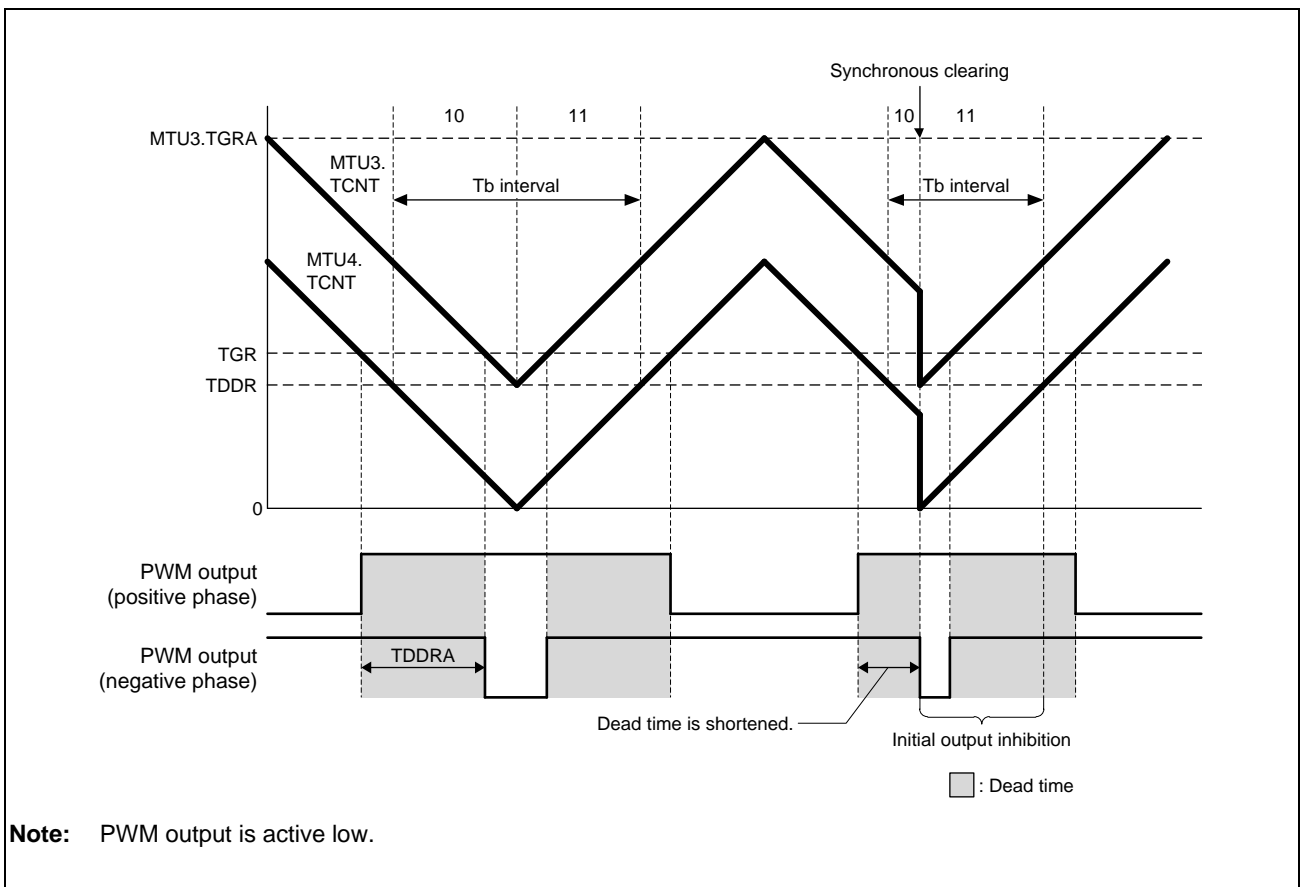 Synchronous clearing
10
11
10
11
MTU3.TGRA
MTU3.
TCNT
Tb interval
Tb interval
MTU4.
TCNT
TGR
TDDR
0
PWM output
(positive phase)
PWM output
(negative phase)
TDDRA
Dead time is shortened.
Initial output inhibition
: Dead time
Note: PWM output is active low.